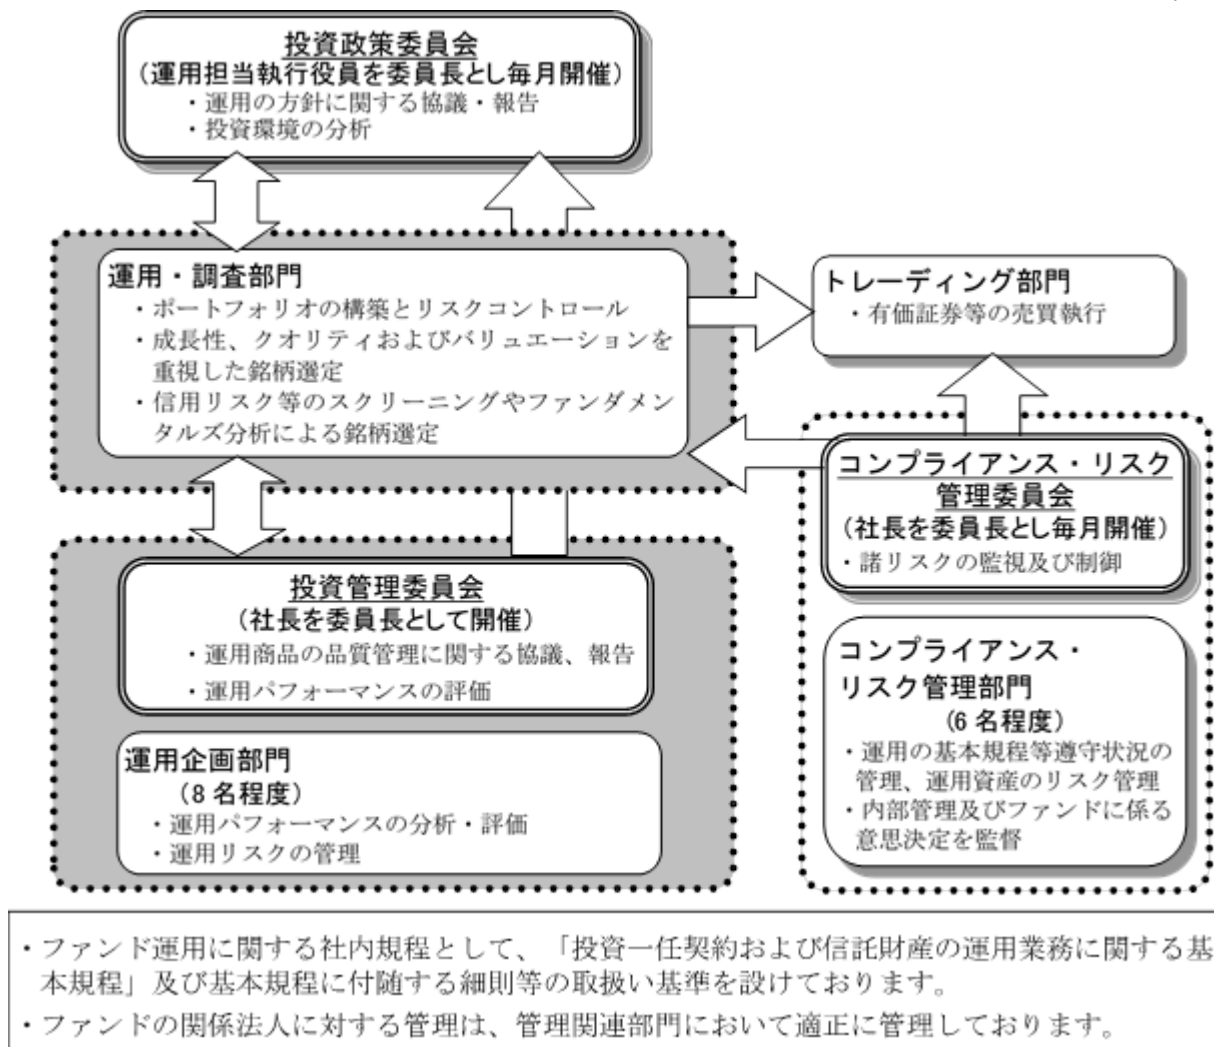 投資政策委員会
（運用担当執行役員を委員長とし毎月開催）
・運用の方針に関する協議・報告
・投資環境の分析
運用・調査部門
・ポートフォリオの構築とリスクコントロール
・成長性、クオリティおよびバリュエーションを
重視した銘柄選定
・信用リスク等のスクリーニングやファンダメン
タルズ分析による銘柄選定
トレーディング部門
・有価証券等の売買執行
コンプライアンス・リスク
管理委員会
（社長を委員長とし毎月開催）
・諸リスクの監視及び制御
投資管理委員会
（社長を委員長として開催）
・運用商品の品質管理に関する協議、報告
・運用パフォーマンスの評価
コンプライアンス・
リスク管理部門
（6 名程度）
・運用の基本規程等遵守状況の
管理、運用資産のリスク管理
・内部管理及びファンドに係る
意思決定を監督
運用企画部門
（8 名程度）
・運用パフォーマンスの分析・評価
・運用リスクの管理
・ファンド運用に関する社内規程として、「投資一任契約および信託財産の運用業務に関する基
本規程」及び基本規程に付随する細則等の取扱い基準を設けております。
・ファンドの関係法人に対する管理は、管理関連部門において適正に管理しております。